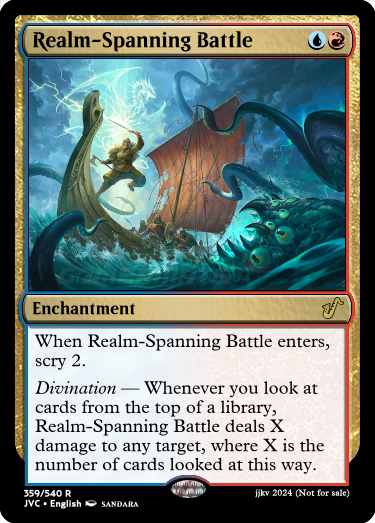 Realm-Spanning Battle
Enchantment
When Realm-Spanning Battle enters,
scry 2.
Divination — Whenever you look at
cards from the top of a library,
Realm-Spanning Battle deals X
damage to any target, where X is the
number of cards looked at this way.
359/540 R
jjkv 2024 (Not for sale)
JVC • English SANDARA